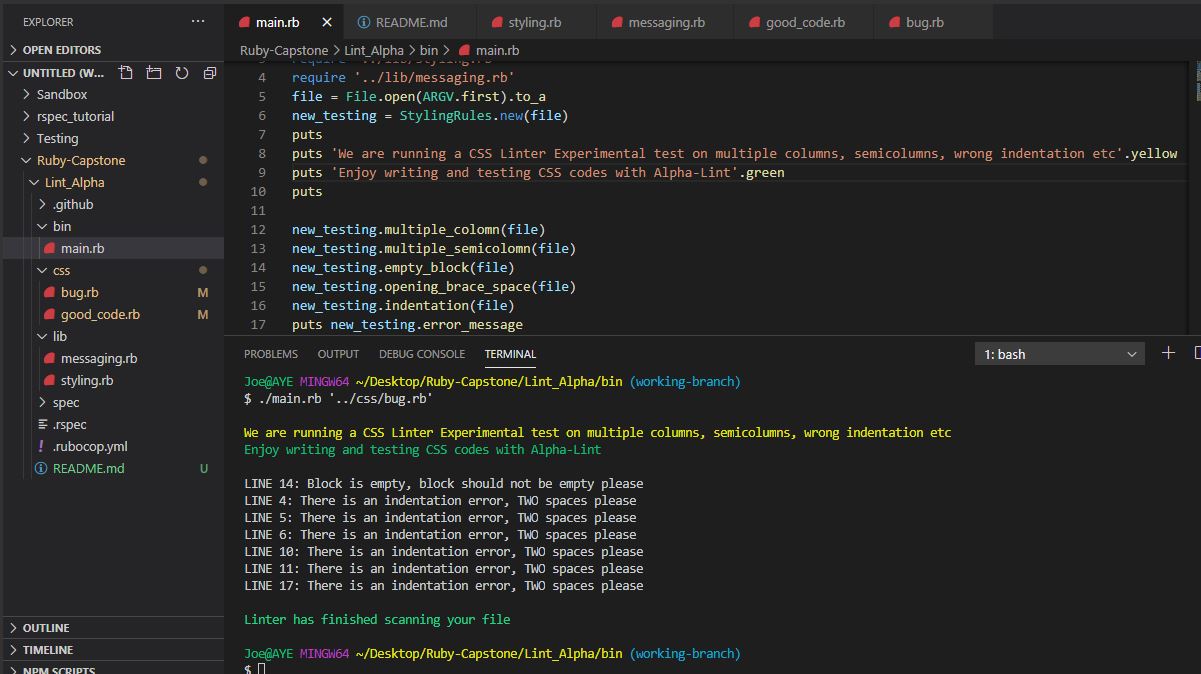 EXPLORER
OPEN EDITORS
UNTITLED (W...
Sandbox
rspec_tutorial
Testing
Ruby-Capstone
Lint_Alpha
.github
bin
main.rb
css
bug.rb M
good_code.rb M
lib
messaging.rb
styling.rb
spec
.rspec
.rubocop.yml
README.md U
OUTLINE
TIMELINE
NPM SCRIPTS
main.rb README.md styling.rb messaging.rb good_code.rb bug.rb
Ruby-Capstone > Lint_Alpha > bin > main.rb
3 require '../lib/styling.rb'
4 require '../lib/messaging.rb'
5 file = File.open(ARGV.first).to_a
6 new_testing = StylingRules.new(file)
7 puts
8 puts 'We are running a CSS Linter Experimental test on multiple columns, semicolumns, wrong indentation etc'.yellow
9 puts 'Enjoy writing and testing CSS codes with Alpha-Lint'.green
10 puts
11
12 new_testing.multiple_colomn(file)
13 new_testing.multiple_semicolomn(file)
14 new_testing.empty_block(file)
15 new_testing.opening_brace_space(file)
16 new_testing.indentation(file)
17 puts new_testing.error_message
PROBLEMS OUTPUT DEBUG CONSOLE TERMINAL 1: bash
Joe@AYE MINGW64 ~/Desktop/Ruby-Capstone/Lint_Alpha/bin (working-branch)
$ ./main.rb '../css/bug.rb'
We are running a CSS Linter Experimental test on multiple columns, semicolumns, wrong indentation etc
Enjoy writing and testing CSS codes with Alpha-Lint
LINE 14: Block is empty, block should not be empty please
LINE 4: There is an indentation error, TWO spaces please
LINE 5: There is an indentation error, TWO spaces please
LINE 6: There is an indentation error, TWO spaces please
LINE 10: There is an indentation error, TWO spaces please
LINE 11: There is an indentation error, TWO spaces please
LINE 17: There is an indentation error, TWO spaces please
Linter has finished scanning your file
Joe@AYE MINGW64 ~/Desktop/Ruby-Capstone/Lint_Alpha/bin (working-branch)
$